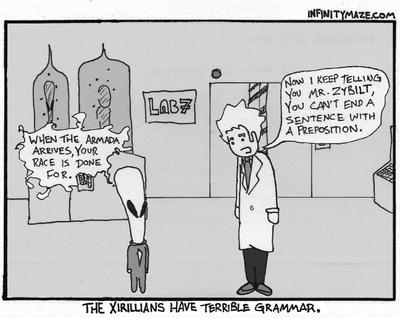 INFINITYMAZE.COM
NOW I KEEP TELLING
YOU MR. ZYBILT,
YOU CAN'T END A
SENTENCE WITH
A PREPOSITION.
LAB 7
WHEN THE ARMADA
ARRIVES, YOUR
RACE IS DONE
FOR.
THE XIRILLIANS HAVE TERRIBLE GRAMMAR.